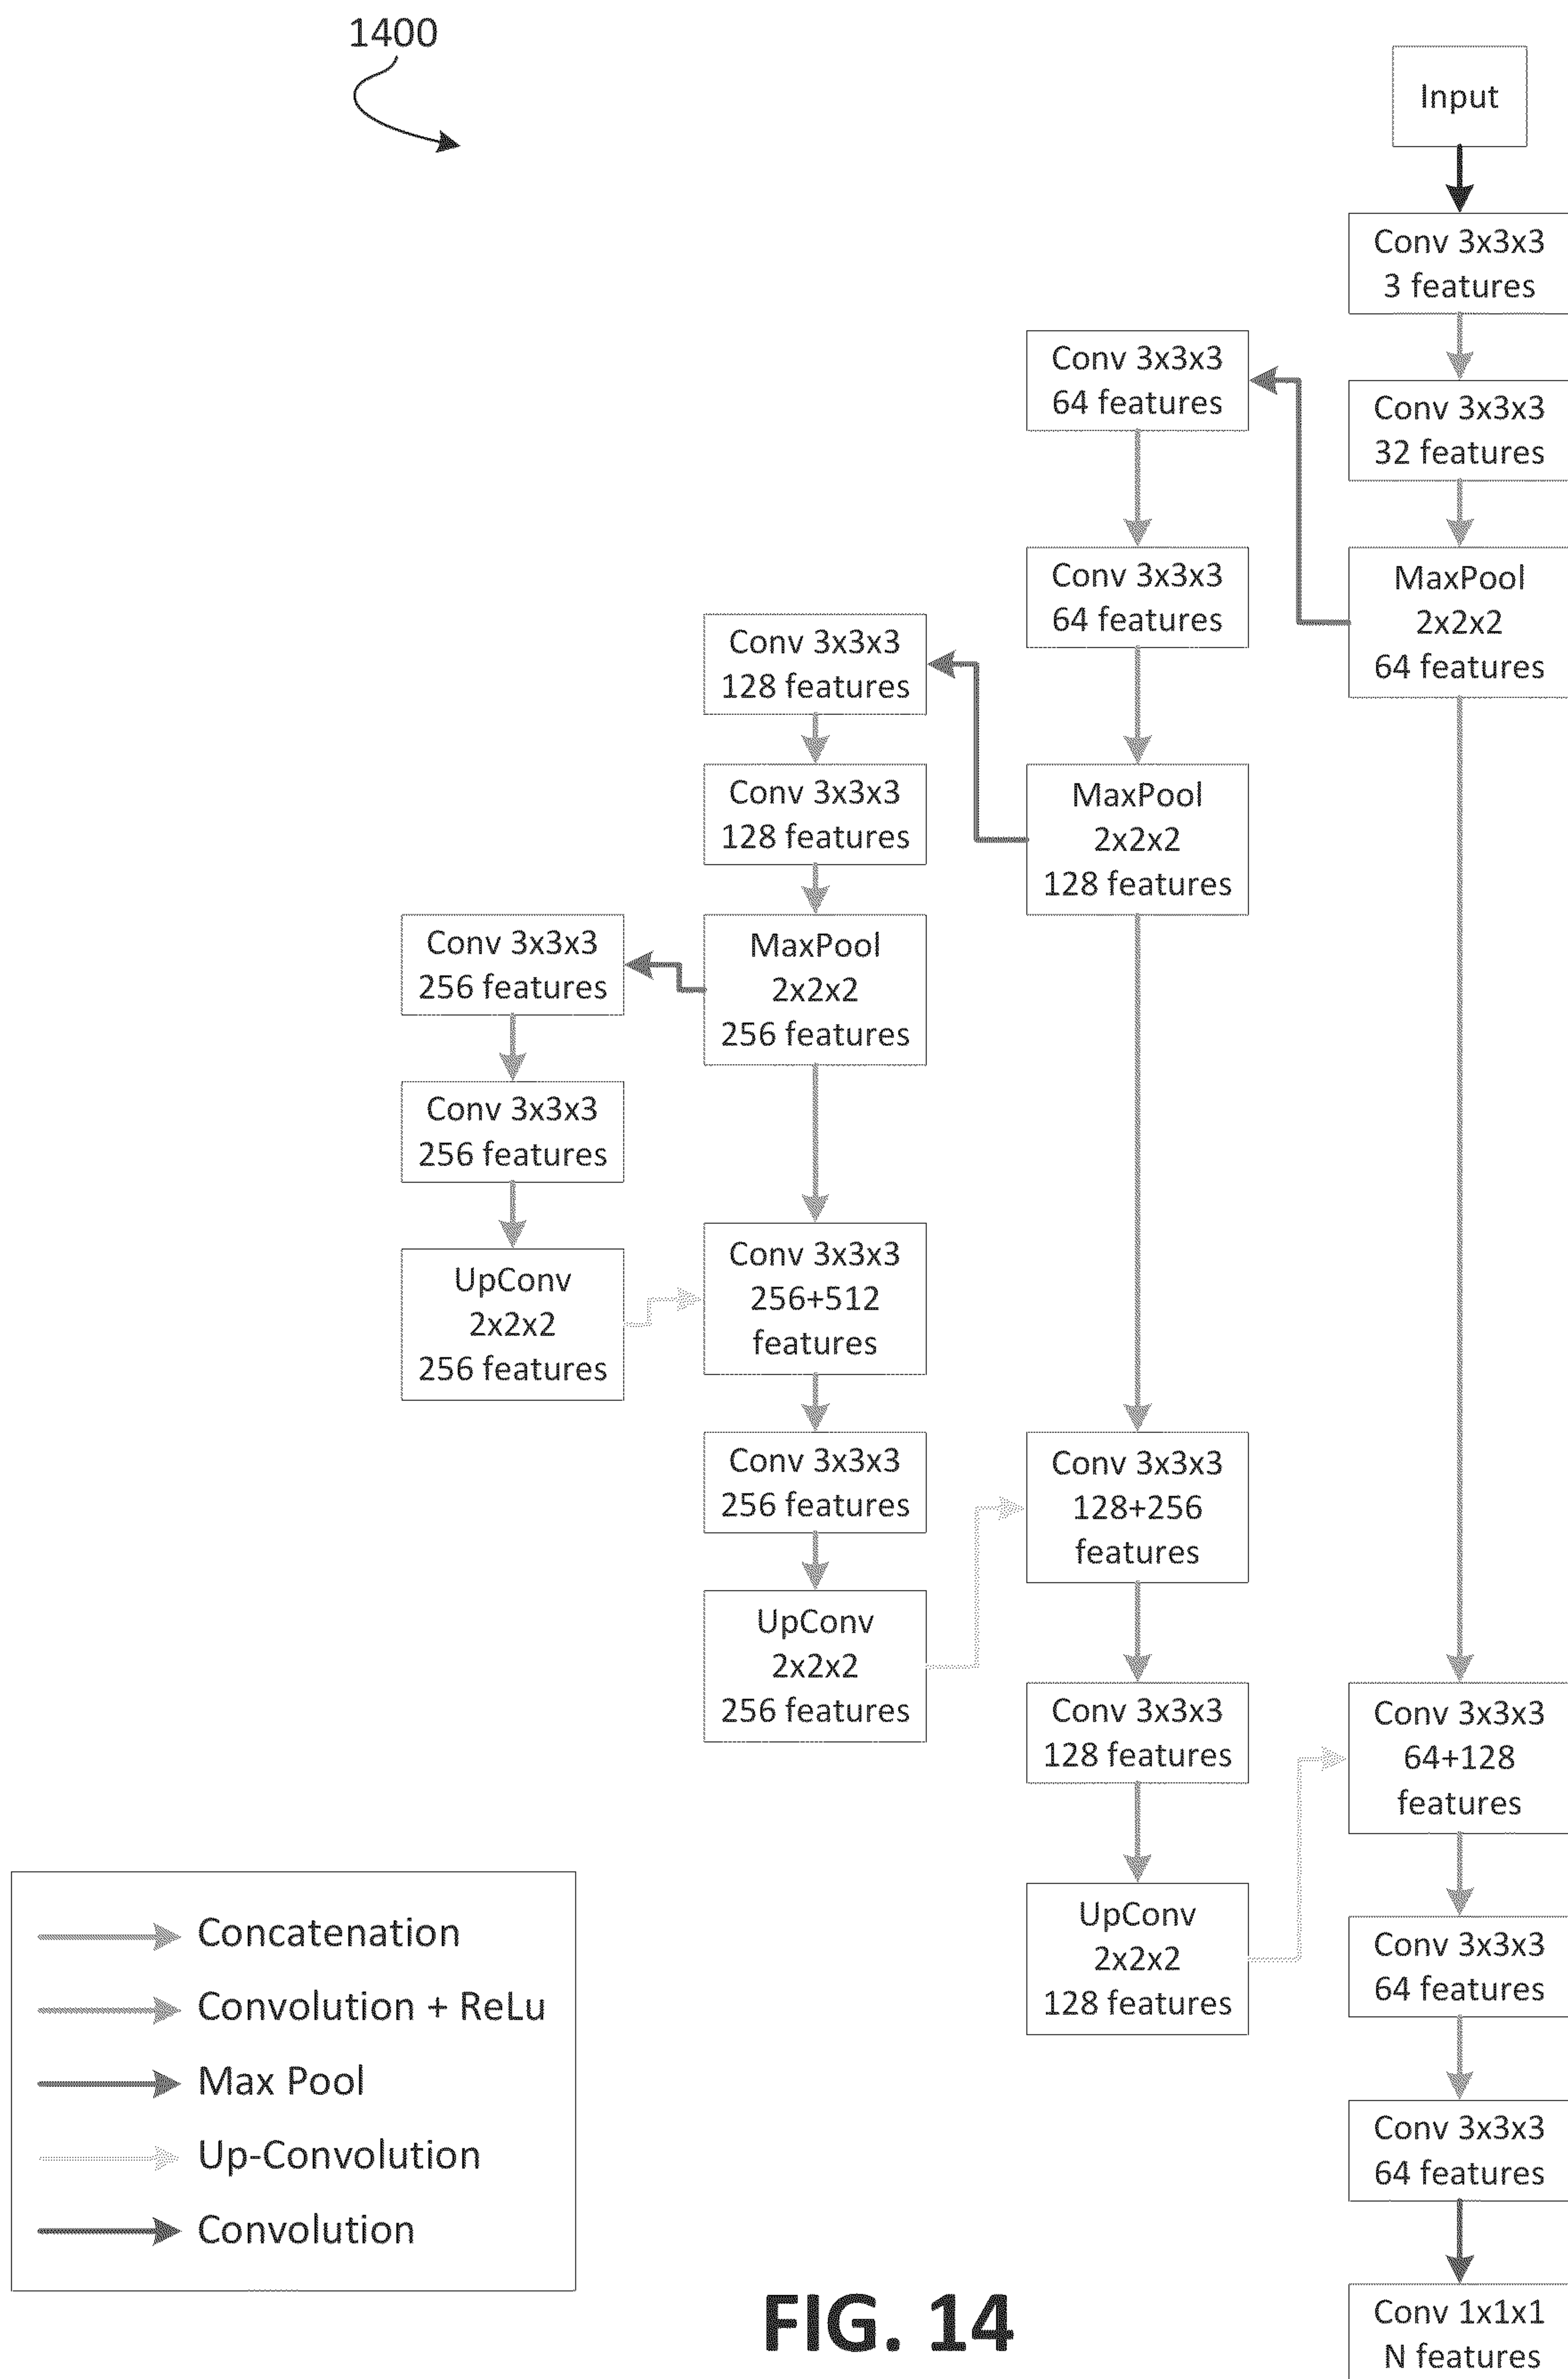 1400
Input
Conv 3x3x3
3 features
Conv 3x3x3
32 features
MaxPool
2x2x2
64 features
Conv 3x3x3
64 features
Conv 3x3x3
64 features
MaxPool
2x2x2
128 features
Conv 3x3x3
128 features
Conv 3x3x3
128 features
MaxPool
2x2x2
256 features
Conv 3x3x3
256 features
Conv 3x3x3
256 features
UpConv
2x2x2
256 features
Conv 3x3x3
256+512
features
Conv 3x3x3
256 features
UpConv
2x2x2
256 features
Conv 3x3x3
128+256
features
Conv 3x3x3
128 features
UpConv
2x2x2
128 features
Conv 3x3x3
64+128
features
Conv 3x3x3
64 features
Conv 3x3x3
64 features
Conv 1x1x1
N features
Concatenation
Convolution + ReLu
Max Pool
Up-Convolution
Convolution
FIG. 14